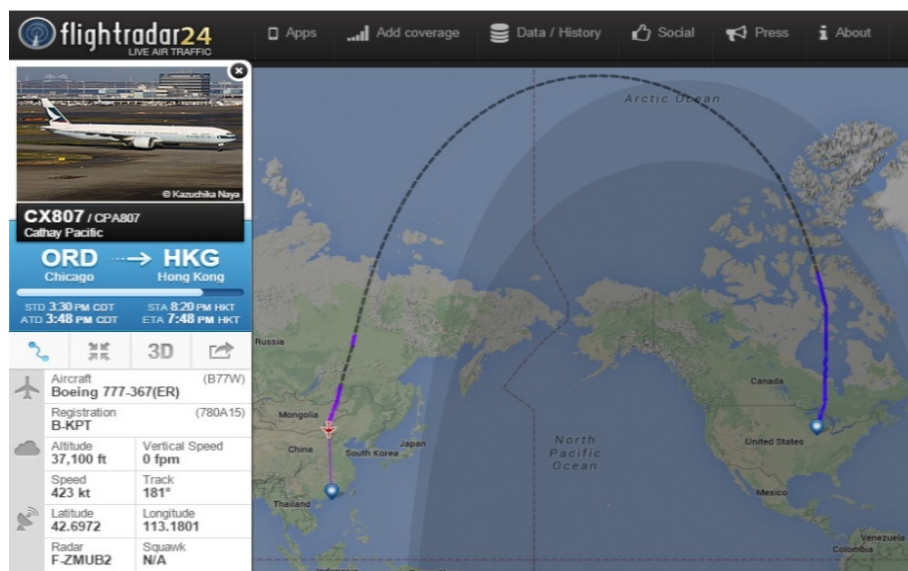 flightradar24
LIVE AIR TRAFFIC
Apps
Add coverage
Data / History
Social
Press
About
© Kazuchika Naya
CX807 / CPA807
Cathay Pacific
ORD HKG
Chicago Hong Kong
STD 3:30 PM CDT STA 8:20 PM HKT
ATD 3:48 PM CDT ETA 7:48 PM HKT
3D
Aircraft (B77W)
Boeing 777-367(ER)
Registration (780A15)
B-KPT
Altitude Vertical Speed
37,100 ft 0 fpm
Speed Track
423 kt 181°
Latitude Longitude
42.6972 113.1801
Radar Squawk
F-ZMUB2 N/A
Arctic Ocean
Russia
Canada
Mongolia
China
Japan
South Korea
North
Pacific
Ocean
United States
Thailand
Mexico
Venezuela
Colombia
Indonesia